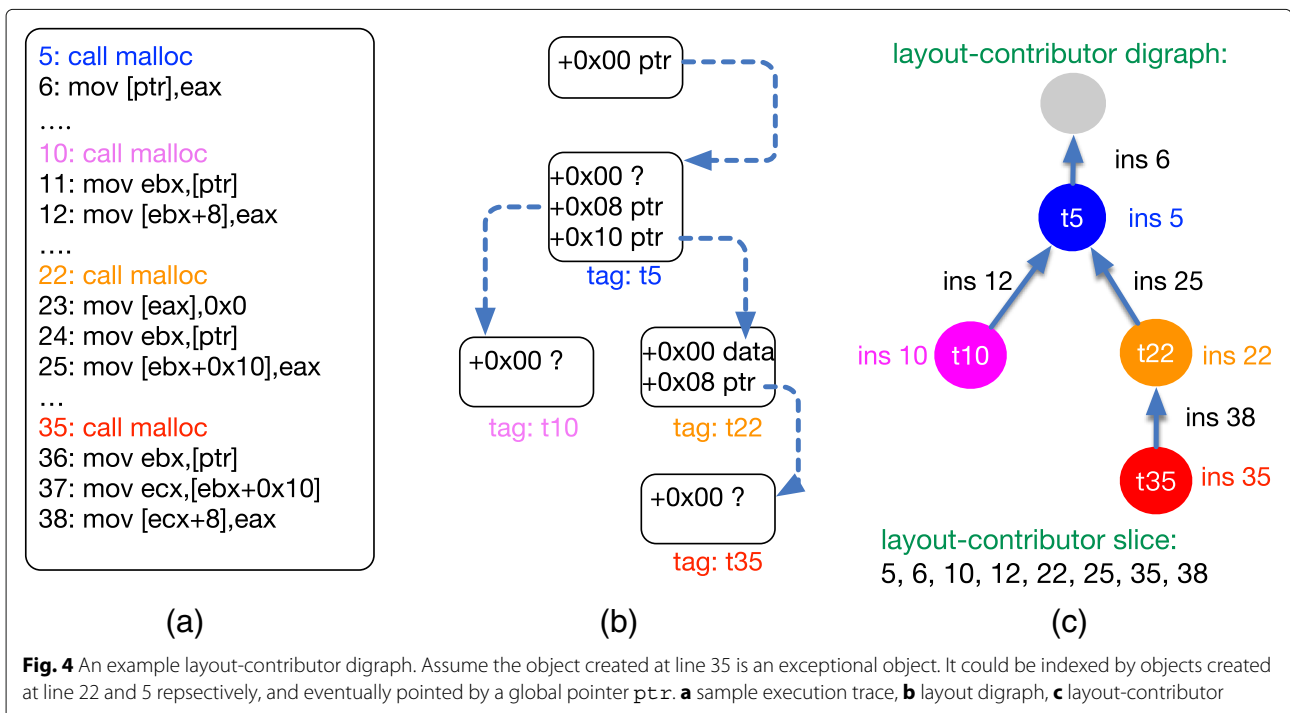 5: call malloc
6: mov [ptr],eax
....
10: call malloc
11: mov ebx,[ptr]
12: mov [ebx+8],eax
....
22: call malloc
23: mov [eax],0x0
24: mov ebx,[ptr]
25: mov [ebx+0x10],eax
...
35: call malloc
36: mov ebx,[ptr]
37: mov ecx,[ebx+0x10]
38: mov [ecx+8],eax
(a)
+0x00 ptr
+0x00 ?
+0x08 ptr
+0x10 ptr
tag: t5
+0x00 ?
tag: t10
+0x00 data
+0x08 ptr
tag: t22
+0x00 ?
tag: t35
(b)
layout-contributor digraph:
ins 6
t5
ins 5
ins 12
ins 25
ins 10
t10
t22
ins 22
ins 38
t35
ins 35
layout-contributor slice:
5, 6, 10, 12, 22, 25, 35, 38
(c)
Fig. 4 An example layout-contributor digraph. Assume the object created at line 35 is an exceptional object. It could be indexed by objects created
at line 22 and 5 repsectively, and eventually pointed by a global pointer ptr. a sample execution trace, b layout digraph, c layout-contributor